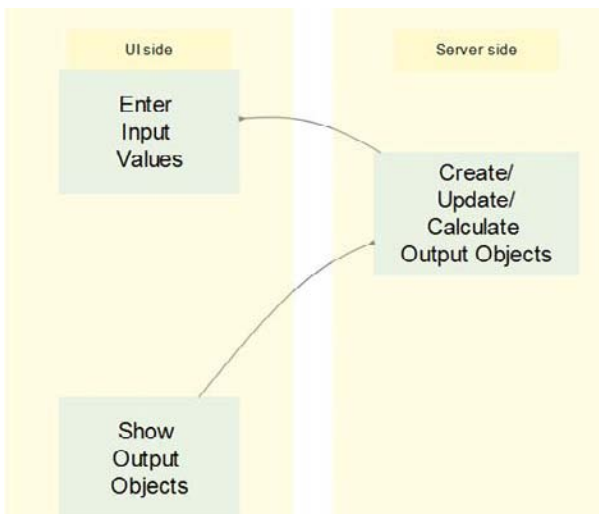 UI side
Server side
Enter
Input
Values
Create/
Update/
Calculate
Output Objects
Show
Output
Objects